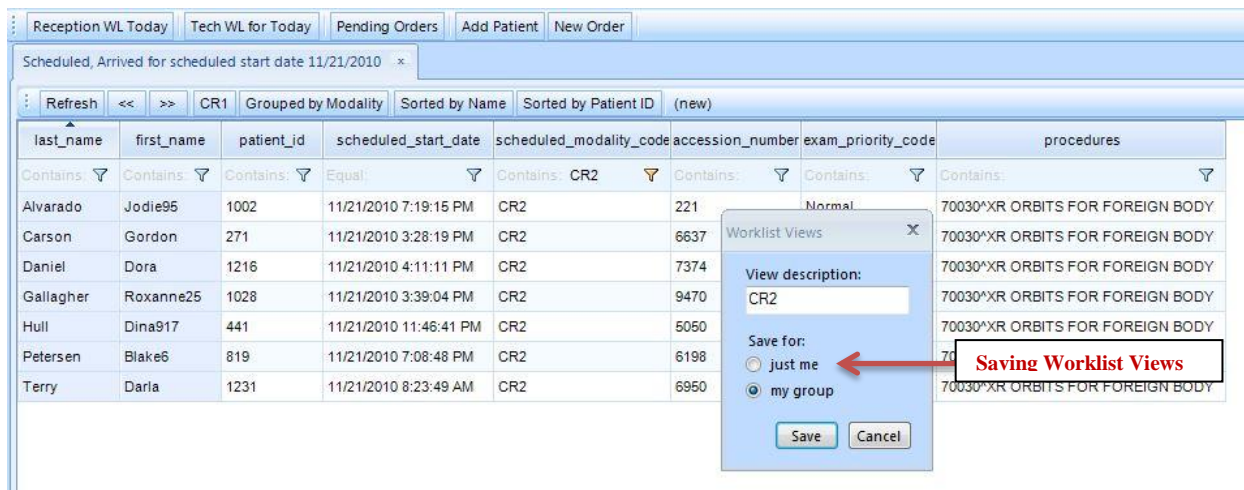 Reception WL Today Tech WL for Today Pending Orders Add Patient New Order
Scheduled, Arrived for scheduled start date 11/21/2010 x
Refresh << >> CR1 Grouped by Modality Sorted by Name Sorted by Patient ID (new)
last_name first_name patient_id scheduled_start_date scheduled_modality_code accession_number exam_priority_code procedures
Contains: Contains: Contains: Equal: Contains: CR2 Contains: Contains: Contains:
Alvarado Jodie95 1002 11/21/2010 7:19:15 PM CR2 221 Normal 70030^XR ORBITS FOR FOREIGN BODY
Carson Gordon 271 11/21/2010 3:28:19 PM CR2 6637 70030^XR ORBITS FOR FOREIGN BODY
Daniel Dora 1216 11/21/2010 4:11:11 PM CR2 7374 70030^XR ORBITS FOR FOREIGN BODY
Gallagher Roxanne25 1028 11/21/2010 3:39:04 PM CR2 9470 70030^XR ORBITS FOR FOREIGN BODY
Hull Dina917 441 11/21/2010 11:46:41 PM CR2 5050 70030^XR ORBITS FOR FOREIGN BODY
Petersen Blake6 819 11/21/2010 7:08:48 PM CR2 6198
Terry Darla 1231 11/21/2010 8:23:49 AM CR2 6950 70030^XR ORBITS FOR FOREIGN BODY
Worklist Views X
View description:
CR2
Save for:
just me
my group
Save Cancel
Saving Worklist Views